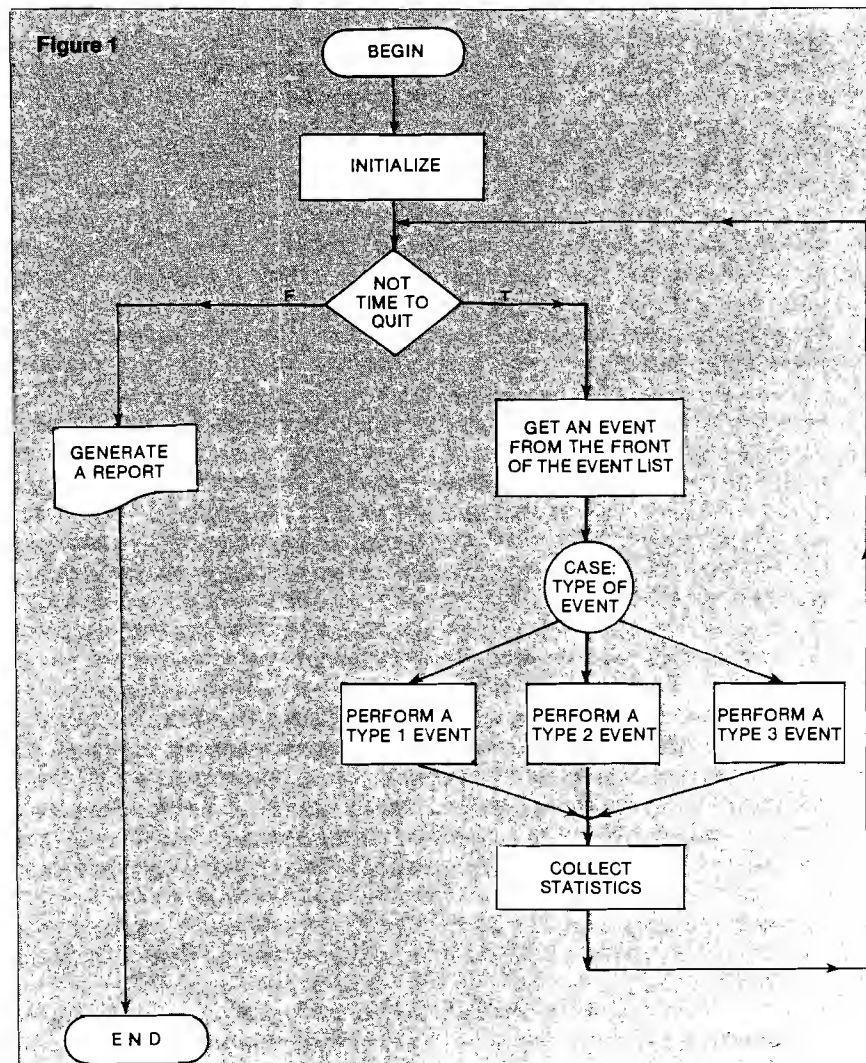 Figure 1
BEGIN
INITIALIZE
NOT
TIME TO
QUIT
F
T
GENERATE
A REPORT
GET AN EVENT
FROM THE FRONT
OF THE EVENT LIST
CASE:
TYPE OF
EVENT
PERFORM A
TYPE 1 EVENT
PERFORM A
TYPE 2 EVENT
PERFORM A
TYPE 3 EVENT
COLLECT
STATISTICS
END